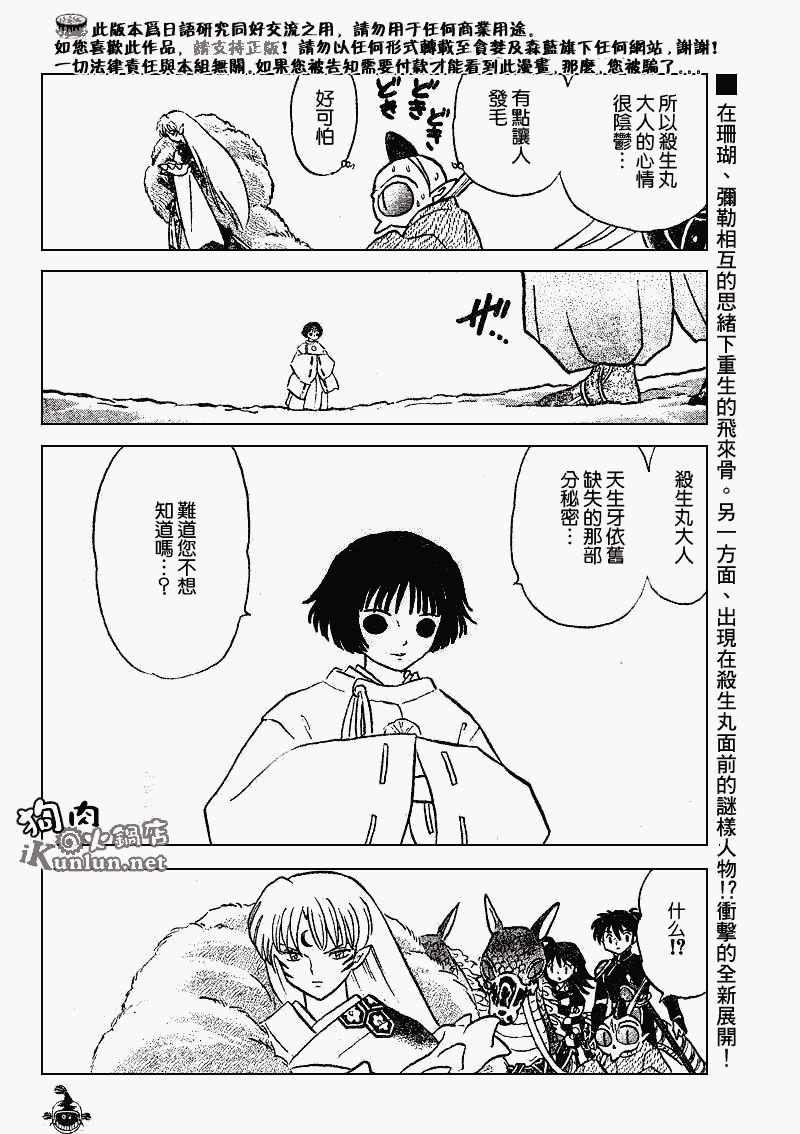 此版本爲日語研究同好交流之用，請勿用于任何商業用途。
如您喜歡此作品，請支持正版！請勿以任何形式轉載至貪婪及森藍旗下任何網站，謝謝！
一切法律責任與本組無關。如果您被告知需要付款才能看到此漫畫，那麼，您被騙了。。。
■在珊瑚、彌勒相互的思緒下重生的飛來骨。另一方面、出現在殺生丸面前的謎樣人物!?衝擊的全新展開！
所以殺生丸
大人的心情
很陰鬱…
有點讓人
發毛
どき
どき
どき
好可怕
ザッ…
殺生丸大人
天生牙依舊
缺失的那部
分秘密…
難道您不想
知道嗎…?
狗肉
火鍋店
iKunlun.net
什么!?